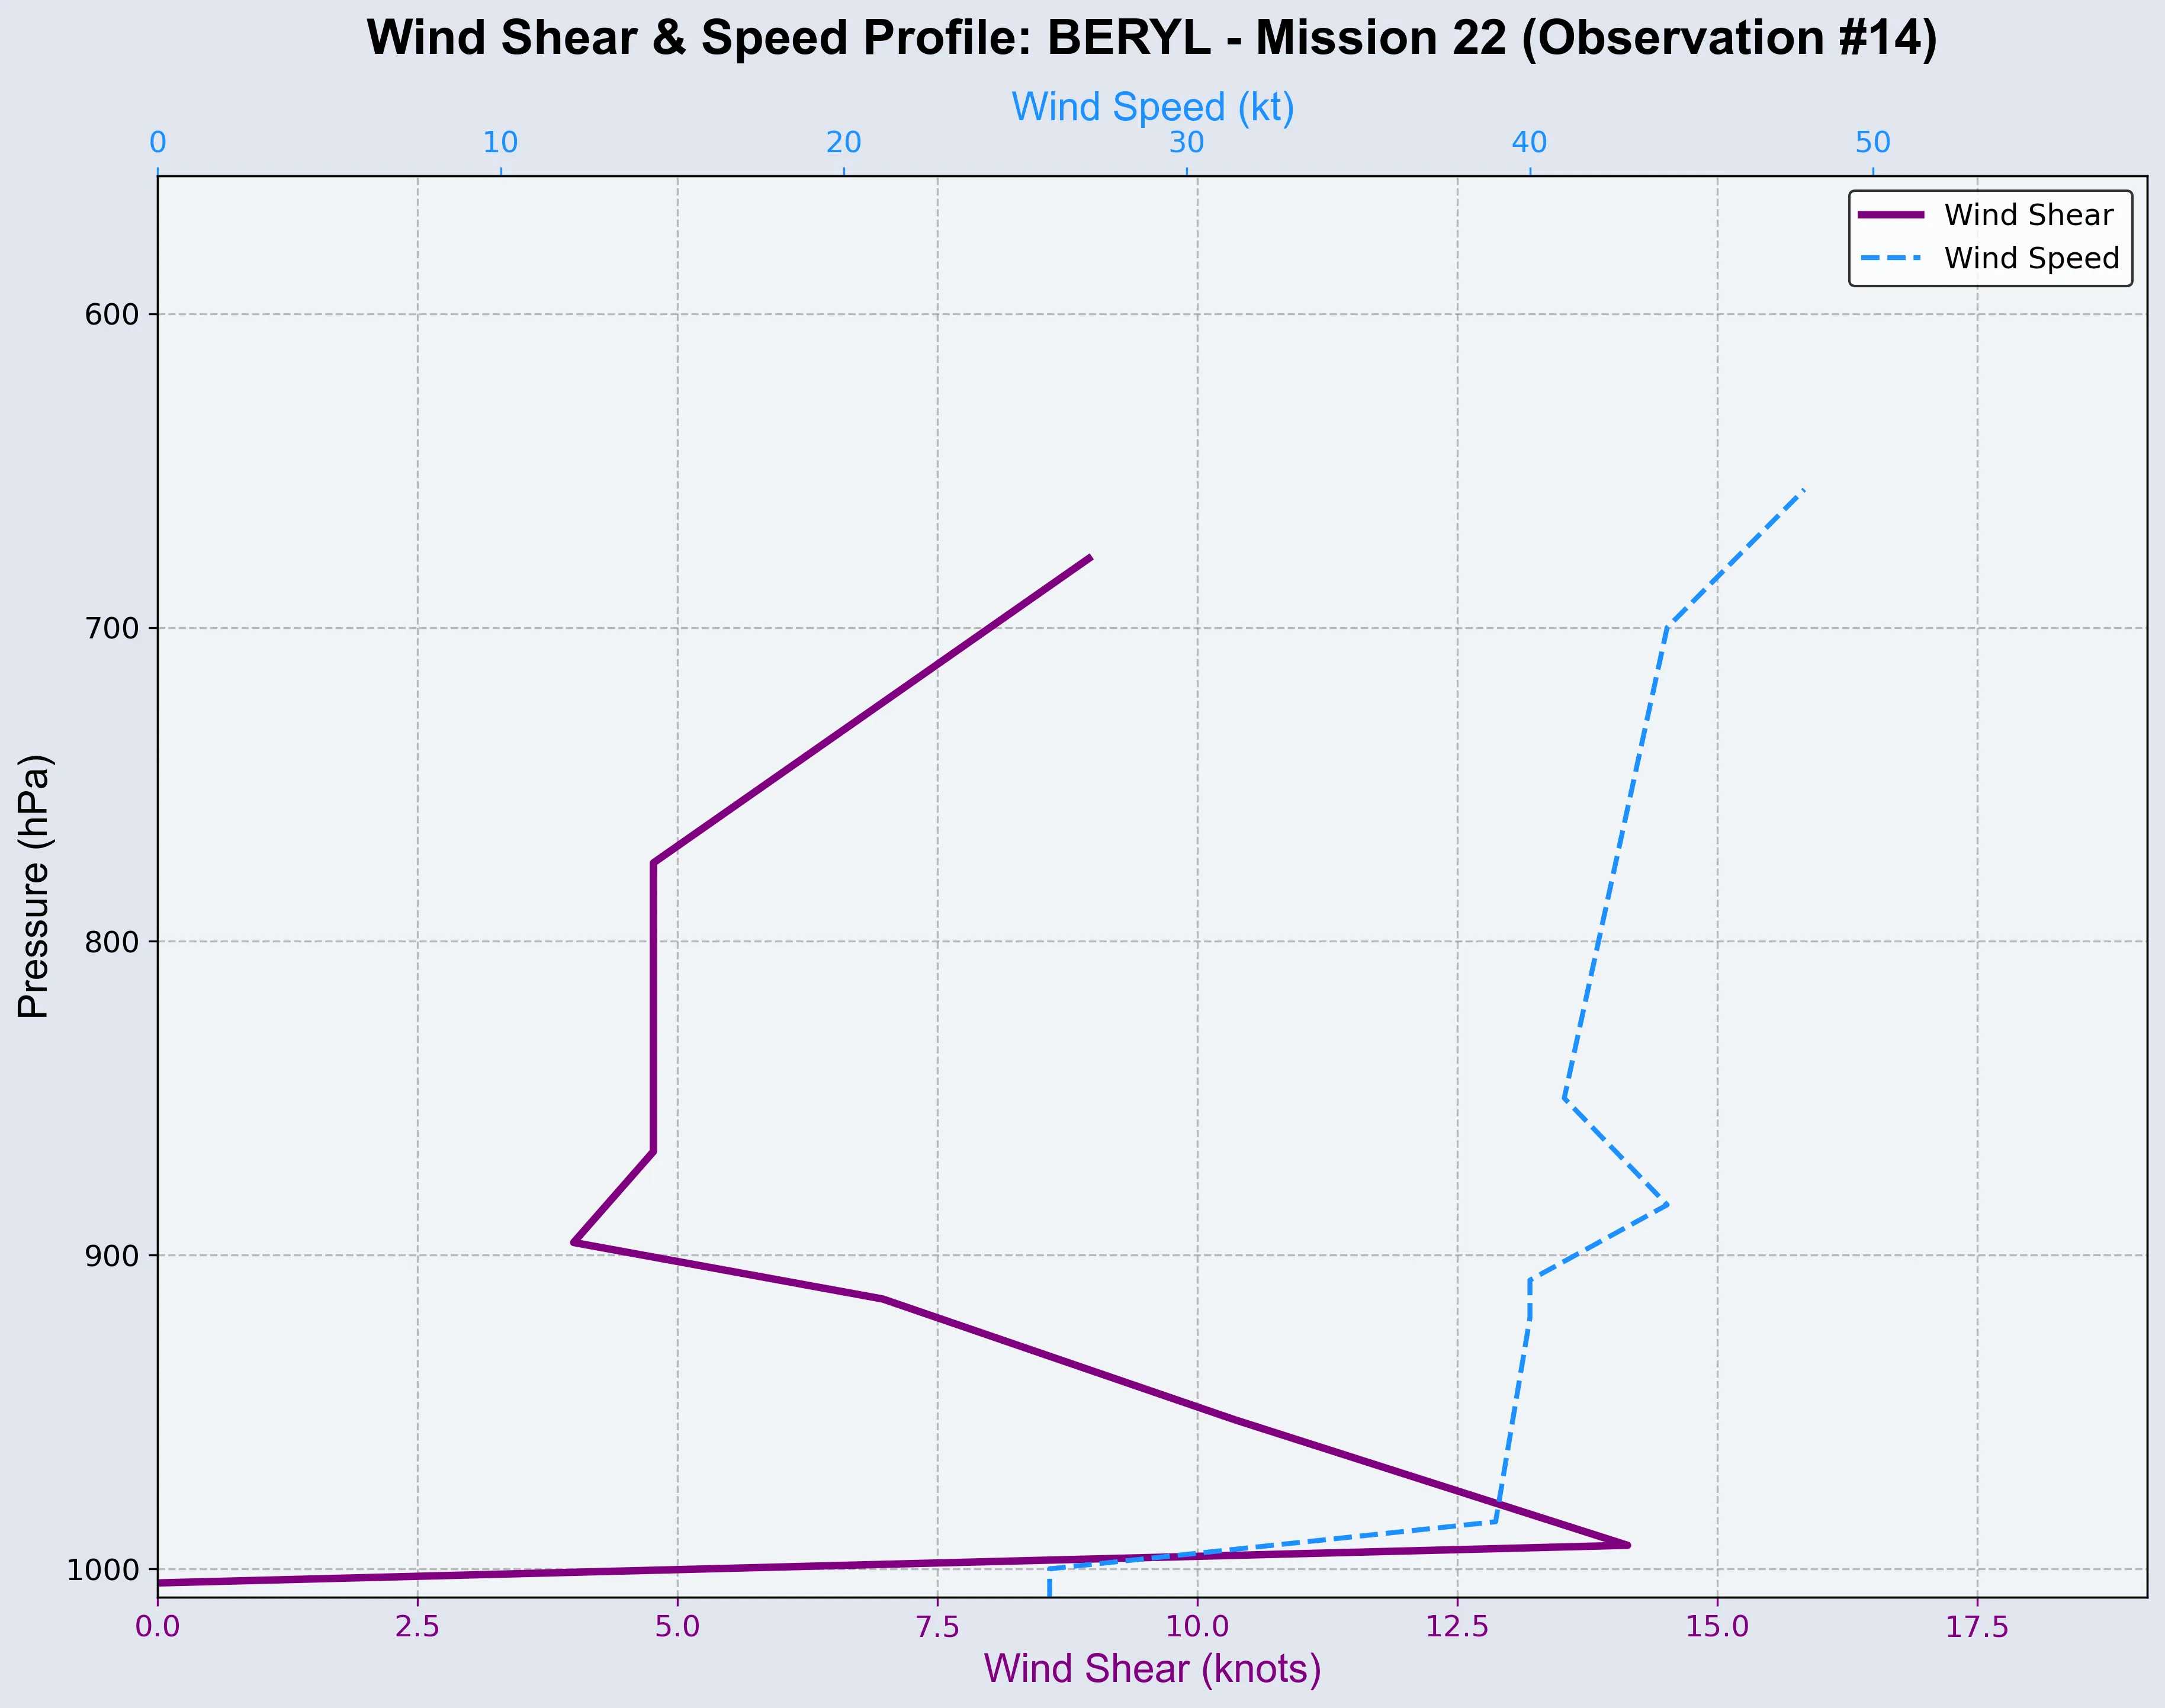 Wind Shear & Speed Profile: BERYL - Mission 22 (Observation #14)
Wind Speed (kt)
0 10 20 30 40 50
Wind Shear
Wind Speed
600
700
800
900
1000
Pressure (hPa)
0.0 2.5 5.0 7.5 10.0 12.5 15.0 17.5
Wind Shear (knots)